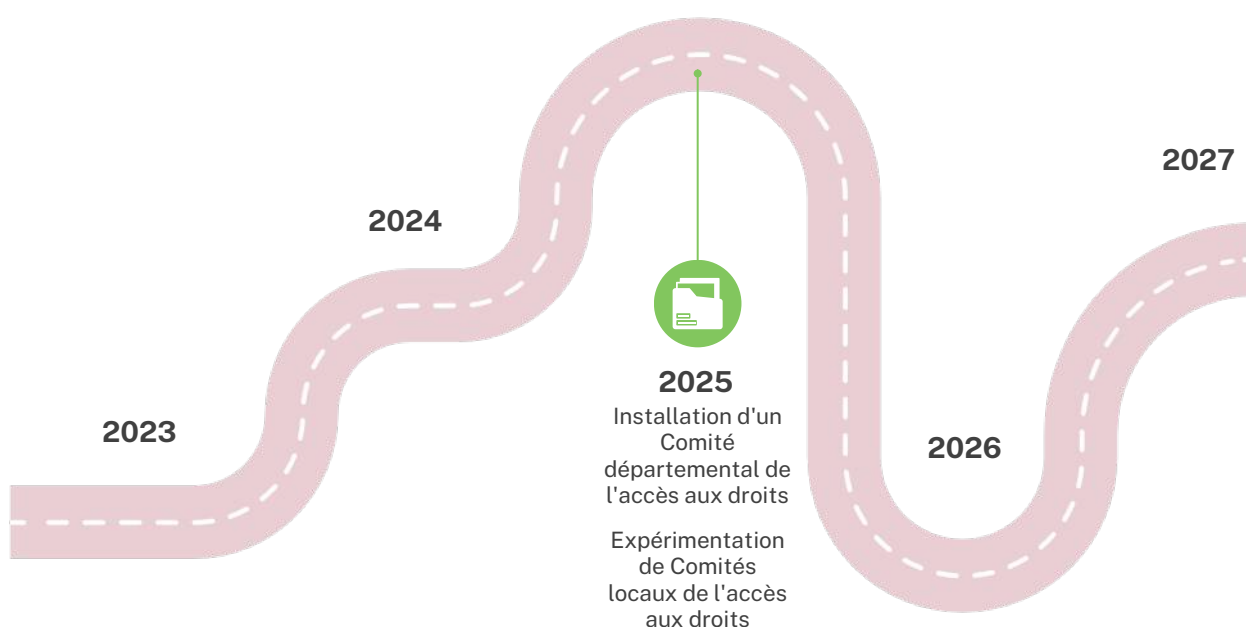 2023
2024
2025
Installation d'un
Comité
départemental de
l'accès aux droits
Expérimentation
de Comités
locaux de l'accès
aux droits
2026
2027